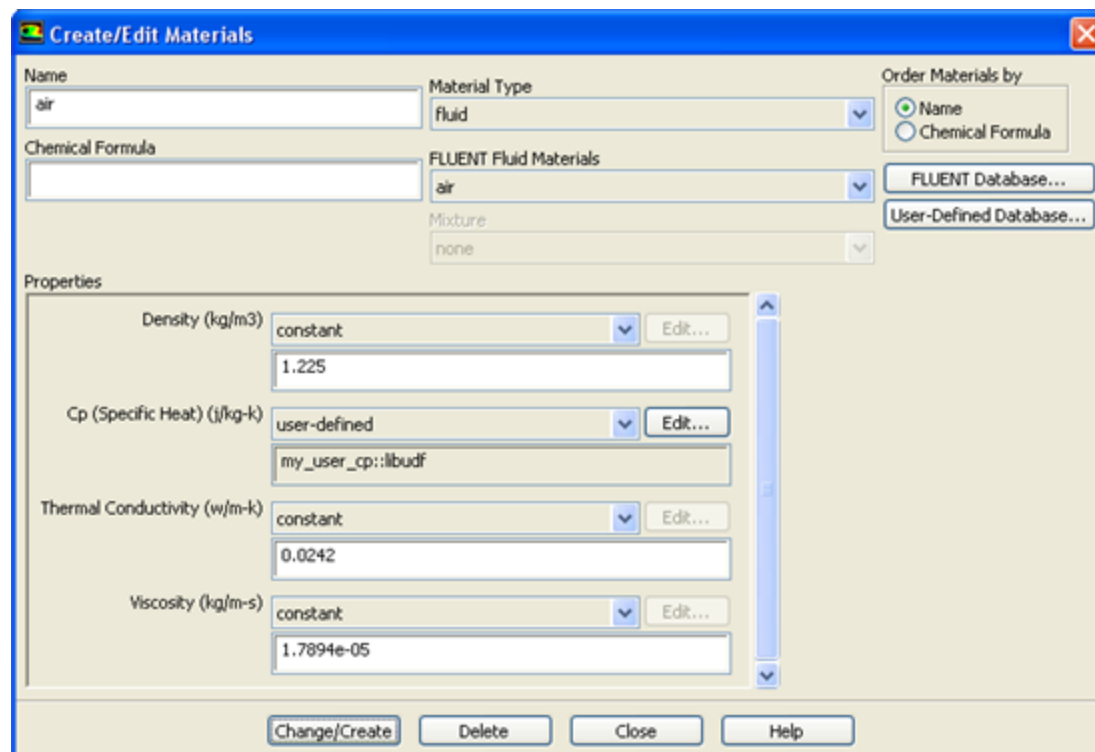 Create/Edit Materials
Name
air
Chemical Formula
Material Type
fluid
FLUENT Fluid Materials
air
Mixture
none
Order Materials by
Name
Chemical Formula
FLUENT Database...
User-Defined Database...
Properties
Density (kg/m3)
constant
Edit...
1.225
Cp (Specific Heat) (j/kg-k)
user-defined
Edit...
my_user_cp::libudf
Thermal Conductivity (w/m-k)
constant
Edit...
0.0242
Viscosity (kg/m-s)
constant
Edit...
1.7894e-05
Change/Create
Delete
Close
Help